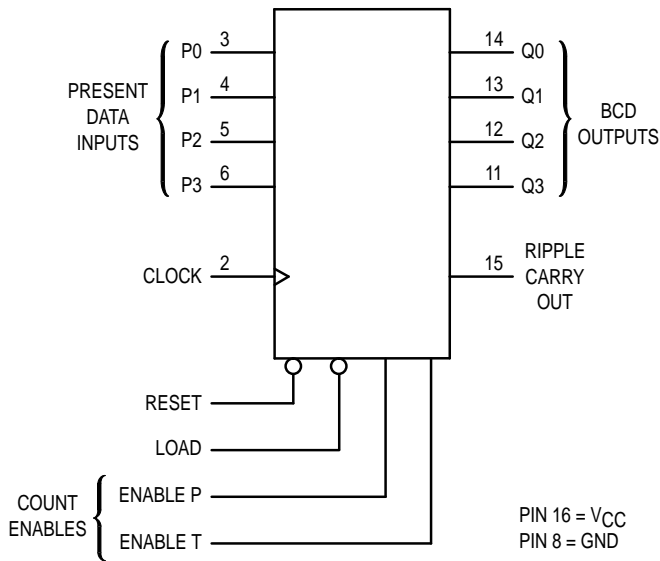 PRESENT
DATA
INPUTS
P0 3
P1 4
P2 5
P3 6
14 Q0
13 Q1
12 Q2
11 Q3
BCD
OUTPUTS
CLOCK 2
15
RIPPLE
CARRY
OUT
RESET
LOAD
COUNT
ENABLES
ENABLE P
ENABLE T
PIN 16 = VCC
PIN 8 = GND